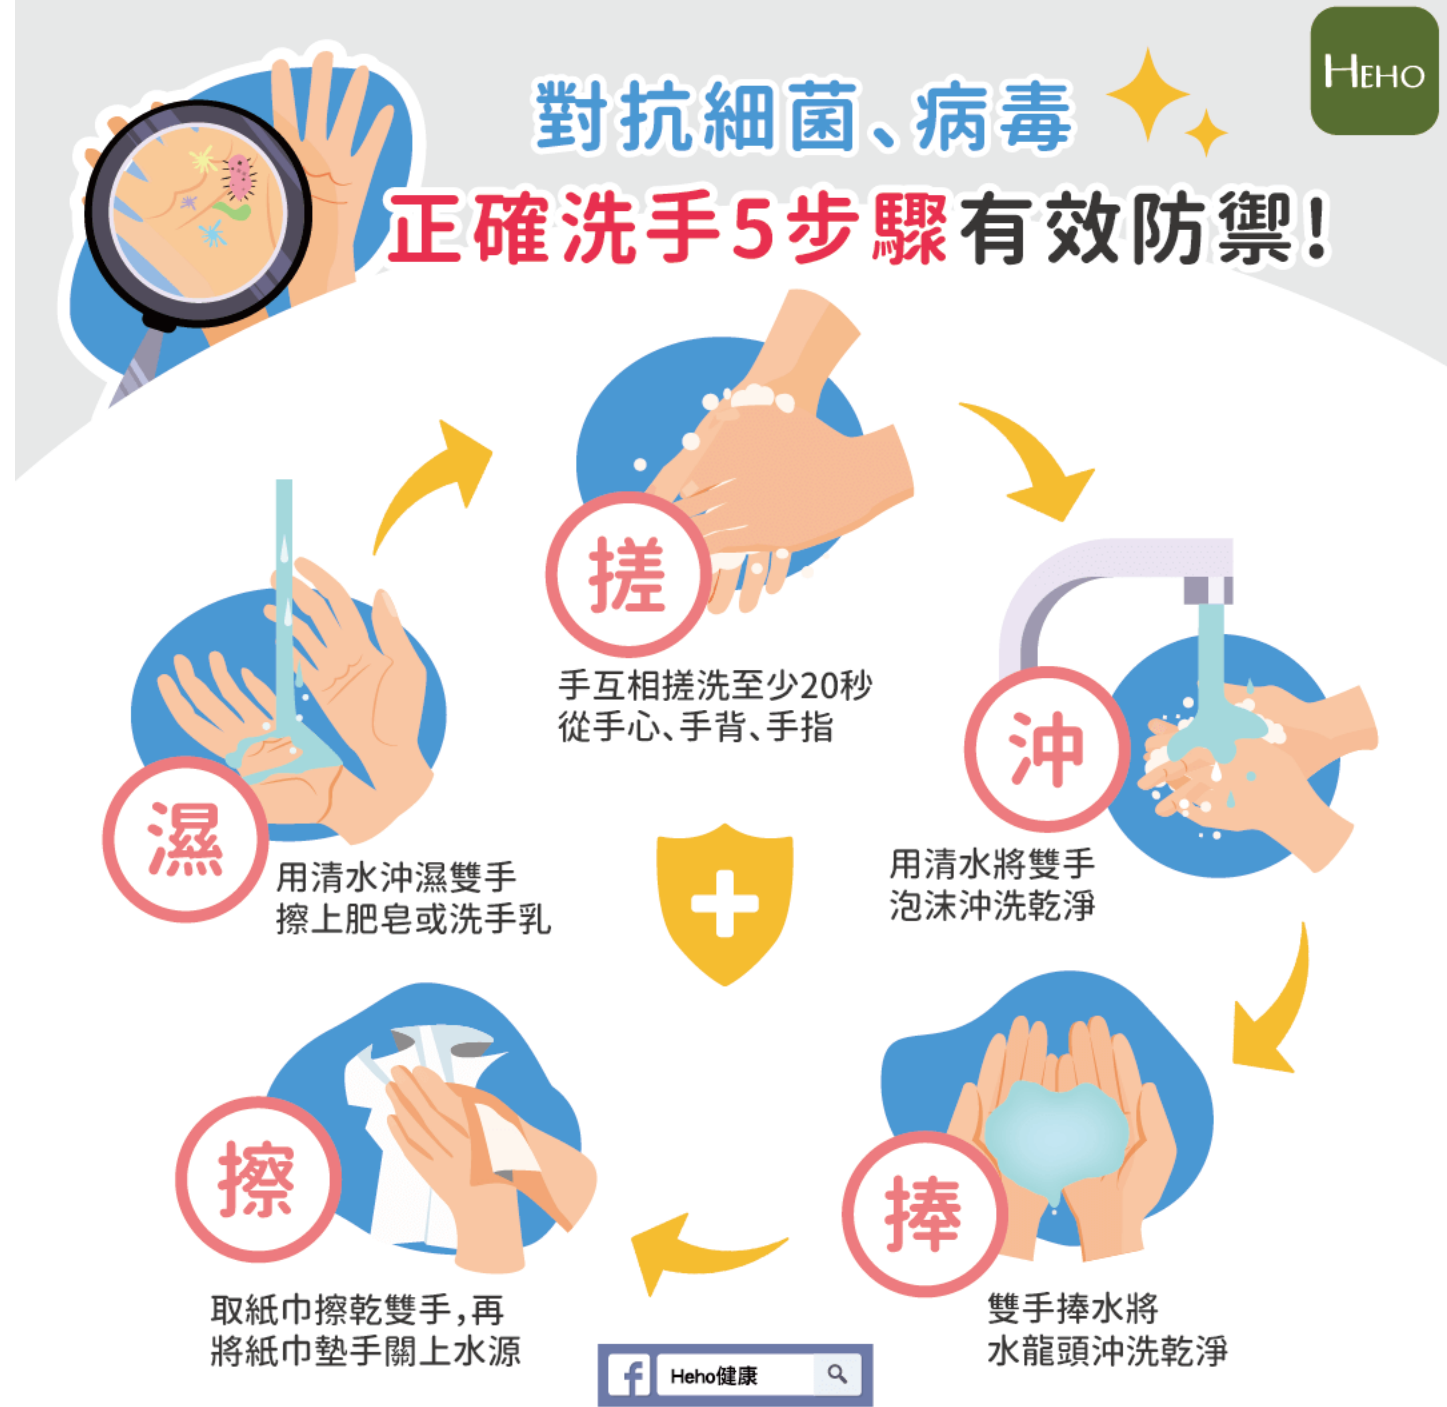 HEHO
對抗細菌、病毒
正確洗手5步驟有效防禦!
濕
用清水沖濕雙手
擦上肥皂或洗手乳
搓
手互相搓洗至少20秒
從手心、手背、手指
沖
用清水將雙手
泡沫沖洗乾淨
捧
雙手捧水將
水龍頭沖洗乾淨
擦
取紙巾擦乾雙手,再
將紙巾墊手關上水源
f
Heho健康